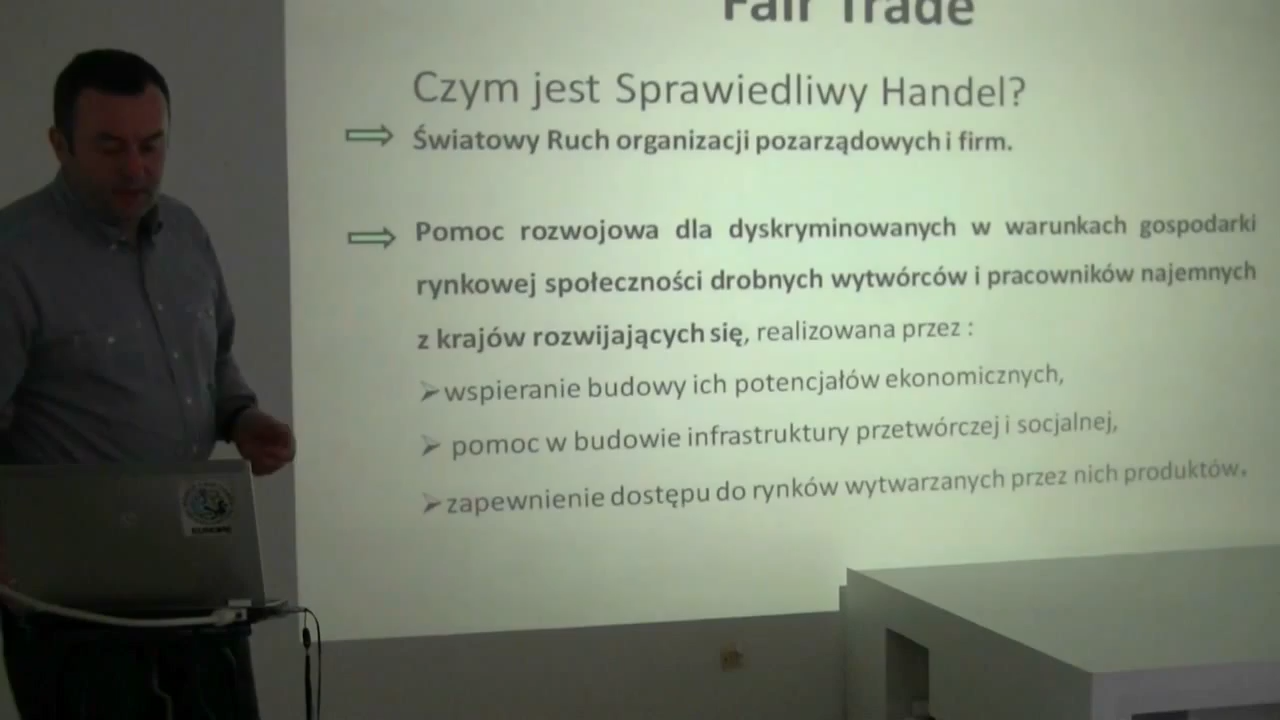 Fair Trade
Czym jest Sprawiedliwy Handel?
Światowy Ruch organizacji pozarządowych i firm.
Pomoc rozwojowa dla dyskryminowanych w warunkach gospodarki
rynkowej społeczności drobnych wytwórców i pracowników najemnych
z krajów rozwijających się, realizowana przez :
wspieranie budowy ich potencjałów ekonomicznych,
pomoc w budowie infrastruktury przetwórczej i socjalnej,
zapewnienie dostępu do rynków wytwarzanych przez nich produktów.